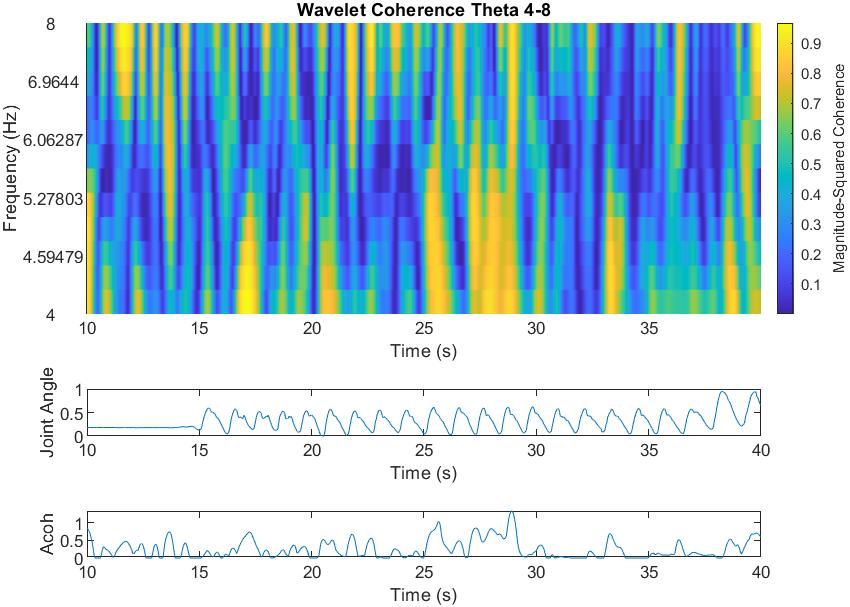 Wavelet Coherence Theta 4-8
Frequency (Hz)
8
6.9644
6.06287
5.27803
4.59479
4
10 15 20 25 30 35
Time (s)
0.9
0.8
0.7
0.6
0.5
0.4
0.3
0.2
0.1
Magnitude-Squared Coherence
Joint Angle
1
0.5
0
10 15 20 25 30 35 40
Time (s)
Acoh
1
0.5
0
10 15 20 25 30 35 40
Time (s)